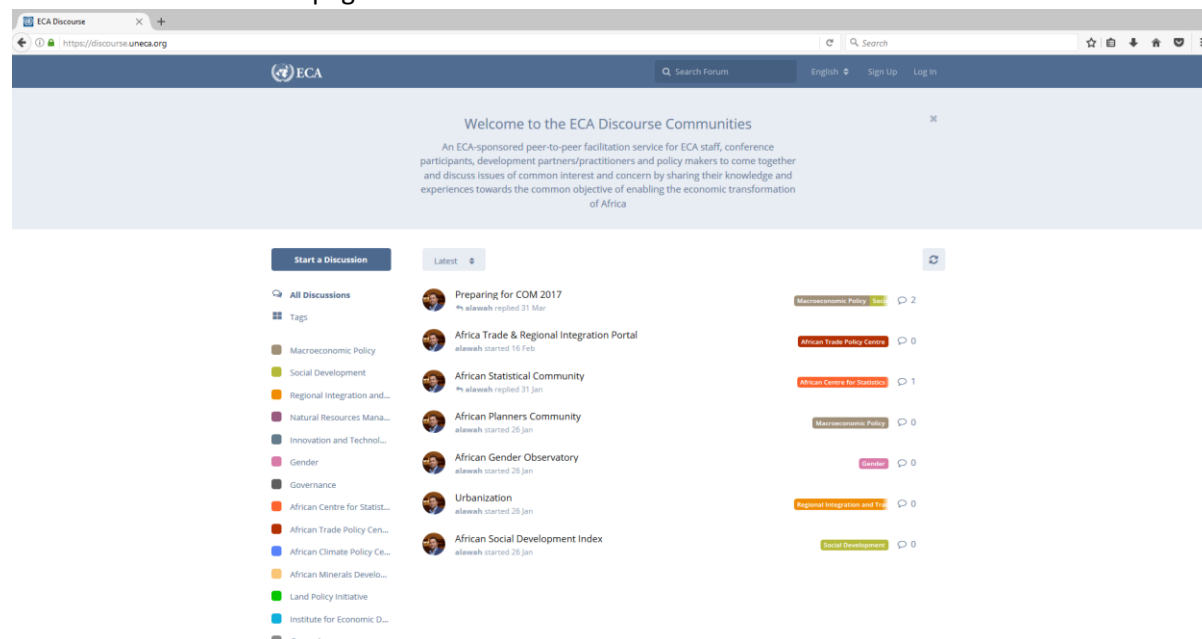 ECA Discourse
https://discourse.uneca.org
Search
ECA
Search Forum
English
Sign Up
Log In
Welcome to the ECA Discourse Communities
An ECA-sponsored peer-to-peer facilitation service for ECA staff, conference
participants, development partners/practitioners and policy makers to come together
and discuss issues of common interest and concern by sharing their knowledge and
experiences towards the common objective of enabling the economic transformation
of Africa
Start a Discussion
All Discussions
Tags
Macroeconomic Policy
Social Development
Regional Integration and...
Natural Resources Mana...
Innovation and Technol...
Gender
Governance
African Centre for Statist...
African Trade Policy Cen...
African Climate Policy Ce...
African Minerals Develo...
Land Policy Initiative
Institute for Economic D...
Latest
Preparing for COM 2017
alawah replied 31 Mar
Macroeconomic Policy
2
Africa Trade & Regional Integration Portal
alawah started 16 Feb
African Trade Policy Centre
0
African Statistical Community
alawah replied 31 Jan
African Centre for Statistics
1
African Planners Community
alawah started 26 Jan
Macroeconomic Policy
0
African Gender Observatory
alawah started 26 Jan
Gender
0
Urbanization
alawah started 26 Jan
Regional Integration and Tra
0
African Social Development Index
alawah started 26 Jan
Social Development
0